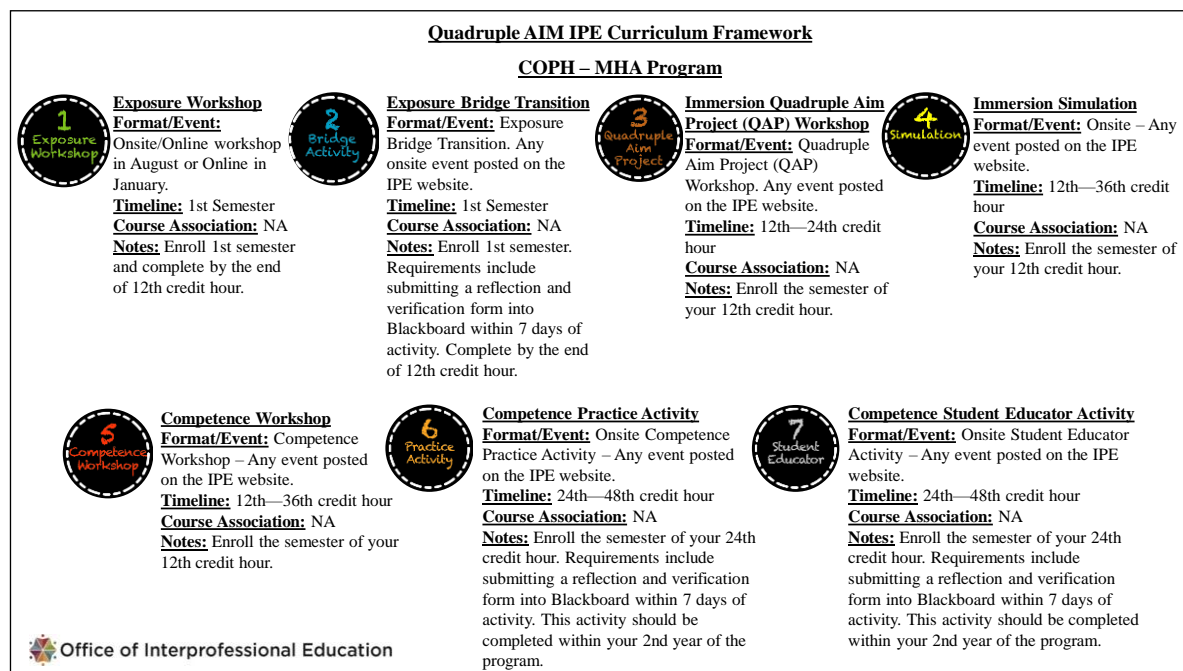 Quadruple AIM IPE Curriculum Framework
COPH – MHA Program
1
Exposure
Workshop
Exposure Workshop
Format/Event:
Onsite/Online workshop
in August or Online in
January.
Timeline: 1st Semester
Course Association: NA
Notes: Enroll 1st semester
and complete by the end
of 12th credit hour.
2
Bridge
Activity
Exposure Bridge Transition
Format/Event: Exposure
Bridge Transition. Any
onsite event posted on the
IPE website.
Timeline: 1st Semester
Course Association: NA
Notes: Enroll 1st semester.
Requirements include
submitting a reflection and
verification form into
Blackboard within 7 days of
activity. Complete by the end
of 12th credit hour.
3
Quadruple
Aim
Project
Immersion Quadruple Aim
Project (QAP) Workshop
Format/Event: Quadruple
Aim Project (QAP)
Workshop. Any event posted
on the IPE website.
Timeline: 12th—24th credit
hour
Course Association: NA
Notes: Enroll the semester of
your 12th credit hour.
4
Simulation
Immersion Simulation
Format/Event: Onsite – Any
event posted on the IPE
website.
Timeline: 12th—36th credit
hour
Course Association: NA
Notes: Enroll the semester of
your 12th credit hour.
5
Competence
Workshop
Competence Workshop
Format/Event: Competence
Workshop – Any event posted
on the IPE website.
Timeline: 12th—36th credit hour
Course Association: NA
Notes: Enroll the semester of your
12th credit hour.
6
Practice
Activity
Competence Practice Activity
Format/Event: Onsite Competence
Practice Activity – Any event posted
on the IPE website.
Timeline: 24th—48th credit hour
Course Association: NA
Notes: Enroll the semester of your 24th
credit hour. Requirements include
submitting a reflection and verification
form into Blackboard within 7 days of
activity. This activity should be
completed within your 2nd year of the
program.
7
Student
Educator
Competence Student Educator Activity
Format/Event: Onsite Student Educator
Activity – Any event posted on the IPE
website.
Timeline: 24th—48th credit hour
Course Association: NA
Notes: Enroll the semester of your 24th
credit hour. Requirements include
submitting a reflection and verification
form into Blackboard within 7 days of
activity. This activity should be completed
within your 2nd year of the program.
Office of Interprofessional Education